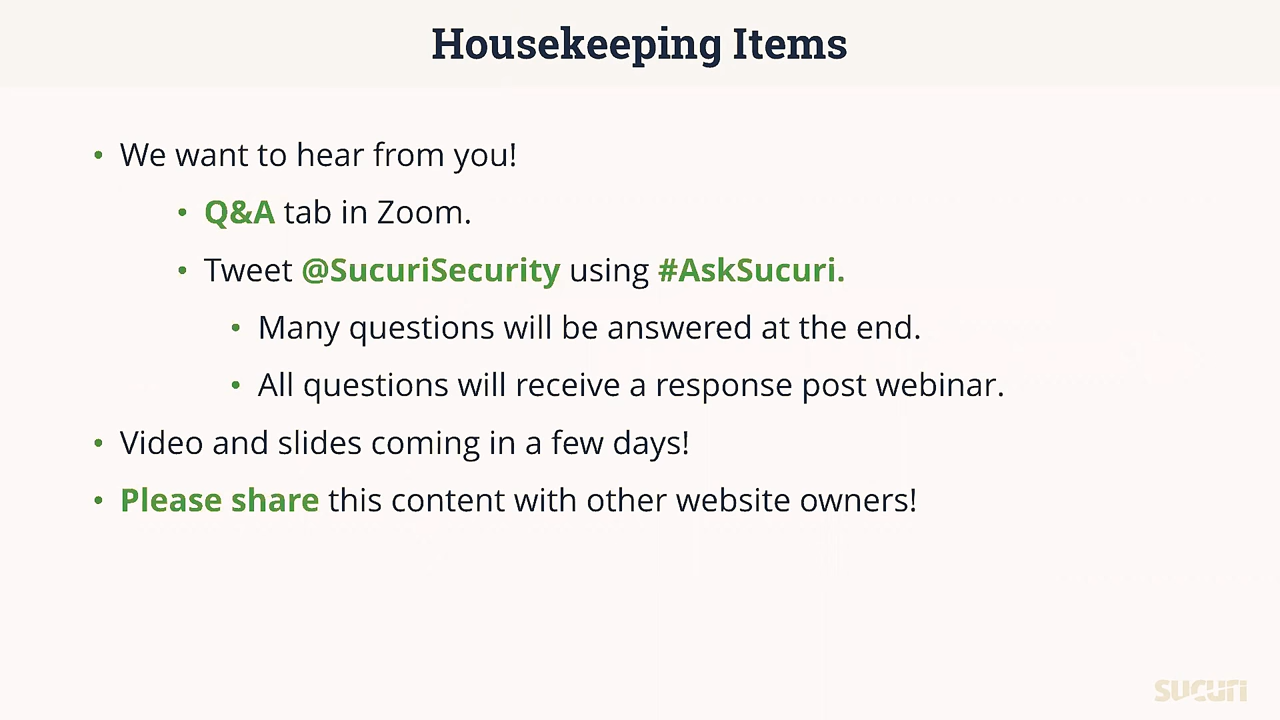 Housekeeping Items
• We want to hear from you!
• Q&A tab in Zoom.
• Tweet @SucuriSecurity using #AskSucuri.
• Many questions will be answered at the end.
• All questions will receive a response post webinar.
• Video and slides coming in a few days!
• Please share this content with other website owners!
sucuri